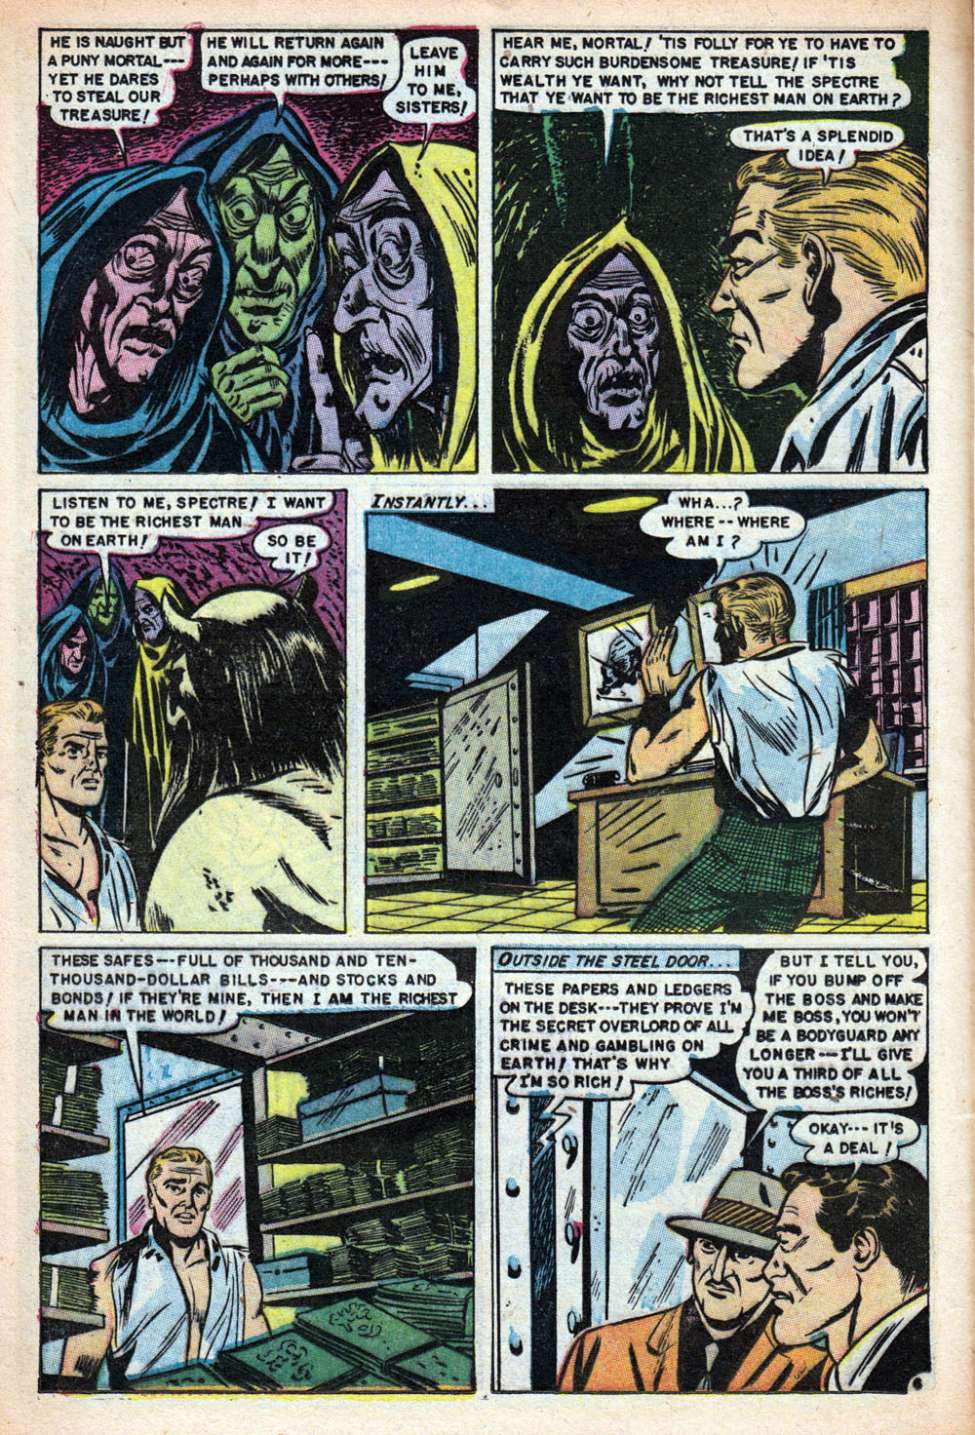 HE IS NAUGHT BUT
A PUNY MORTAL---
YET HE DARES
TO STEAL OUR
TREASURE!
HE WILL RETURN AGAIN
AND AGAIN FOR MORE---
PERHAPS WITH OTHERS!
LEAVE
HIM
TO ME,
SISTERS!
HEAR ME, MORTAL! 'TIS FOLLY FOR YE TO HAVE TO
CARRY SUCH BURDENSOME TREASURE! IF 'TIS
WEALTH YE WANT, WHY NOT TELL THE SPECTRE
THAT YE WANT TO BE THE RICHEST MAN ON EARTH?
THAT'S A SPLENDID
IDEA!
LISTEN TO ME, SPECTRE! I WANT
TO BE THE RICHEST MAN
ON EARTH!
SO BE
IT!
INSTANTLY...
WHA...?
WHERE -- WHERE
AM I?
THESE SAFES---FULL OF THOUSAND AND TEN-
THOUSAND-DOLLAR BILLS---AND STOCKS AND
BONDS! IF THEY'RE MINE, THEN I AM THE RICHEST
MAN IN THE WORLD!
OUTSIDE THE STEEL DOOR...
THESE PAPERS AND LEDGERS
ON THE DESK---THEY PROVE I'M
THE SECRET OVERLORD OF ALL
CRIME AND GAMBLING ON
EARTH! THAT'S WHY
I'M SO RICH!
BUT I TELL YOU,
IF YOU BUMP OFF
THE BOSS AND MAKE
ME BOSS, YOU WON'T
BE A BODYGUARD ANY
LONGER---I'LL GIVE
YOU A THIRD OF ALL
THE BOSS'S RICHES!
OKAY--- IT'S
A DEAL!
6